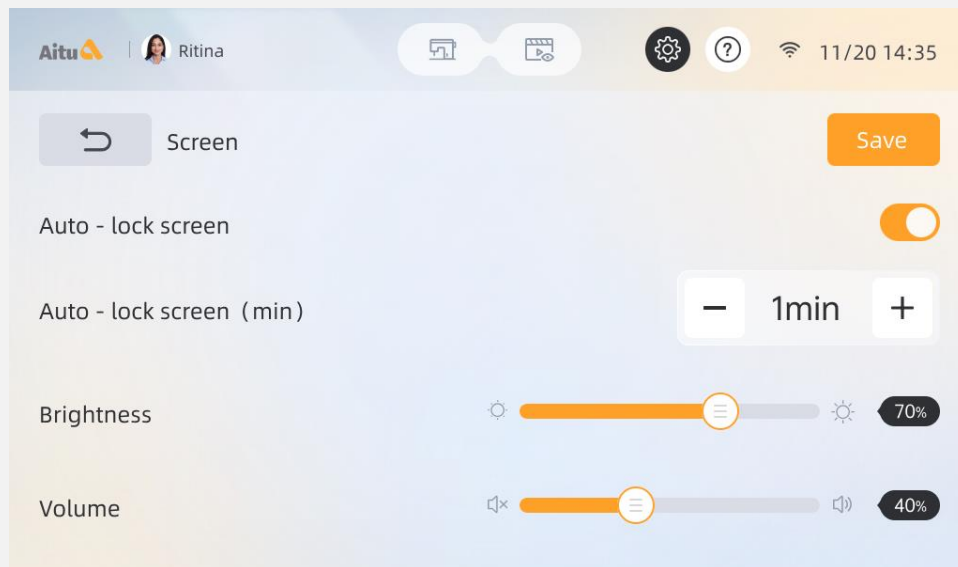 Aitu Ritina ? 11/20 14:35
Screen Save
Auto - lock screen
Auto - lock screen (min) − 1min +
Brightness 70%
Volume 40%